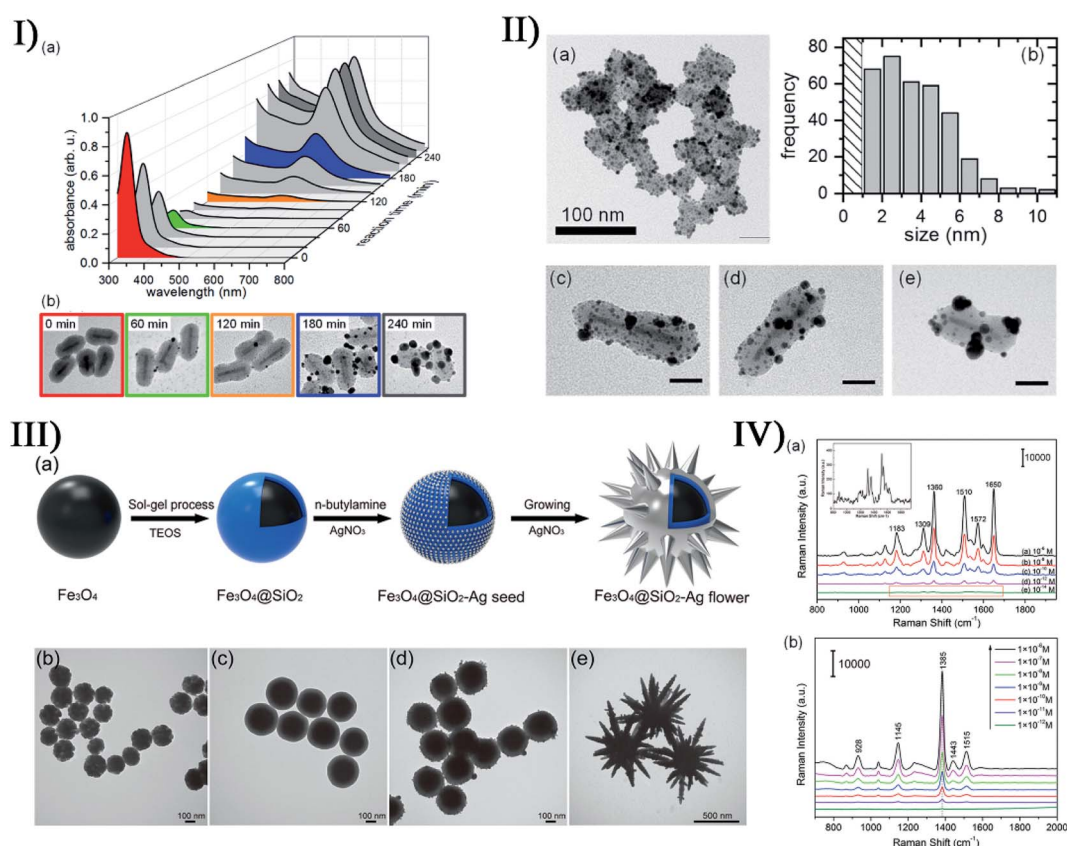 I)
(a)
absorbance (arb. u.)
1.0
0.8
0.6
0.4
0.2
0.0
300 400 500 600 700 800
wavelength (nm)
0
60
120
180
240
reaction time (min)
(b)
0 min
60 min
120 min
180 min
240 min
II)
(a)
100 nm
(b)
frequency
80
60
40
20
0
0 2 4 6 8 10
size (nm)
(c)
(d)
(e)
III)
(a)
Sol-gel process
TEOS
n-butylamine
AgNO₃
Growing
AgNO₃
Fe₃O₄
Fe₃O₄@SiO₂
Fe₃O₄@SiO₂-Ag seed
Fe₃O₄@SiO₂-Ag flower
(b)
100 nm
(c)
100 nm
(d)
100 nm
(e)
500 nm
IV)
(a)
Raman Intensity (a.u.)
10000
1183
1309
1360
1510
1572
1650
(d) 10⁻¹² M
(e) 10⁻¹⁴ M
800 1000 1200 1400 1600 1800
Raman Shift (cm⁻¹)
(b)
Raman Intensity (a.u.)
10000
928
1145
1385
1443
1515
1×10⁻⁶M
1×10⁻⁷M
1×10⁻⁸M
1×10⁻⁹M
1×10⁻¹⁰M
1×10⁻¹¹M
1×10⁻¹²M
800 1000 1200 1400 1600 1800 2000
Raman Shift (cm⁻¹)